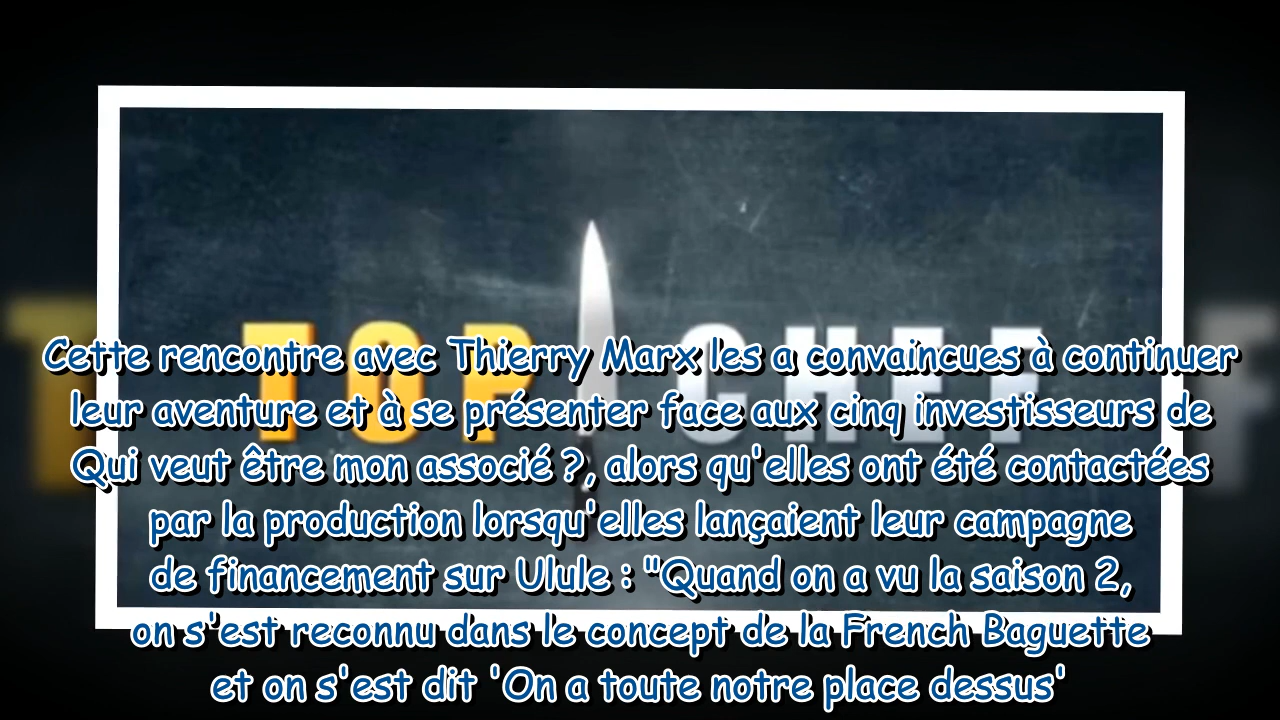 TOP CHEF
Cette rencontre avec Thierry Marx les a convaincues à continuer
leur aventure et à se présenter face aux cinq investisseurs de
Qui veut être mon associé ?, alors qu'elles ont été contactées
par la production lorsqu'elles lançaient leur campagne
de financement sur Ulule : "Quand on a vu la saison 2,
on s'est reconnu dans le concept de la French Baguette
et on s'est dit 'On a toute notre place dessus'